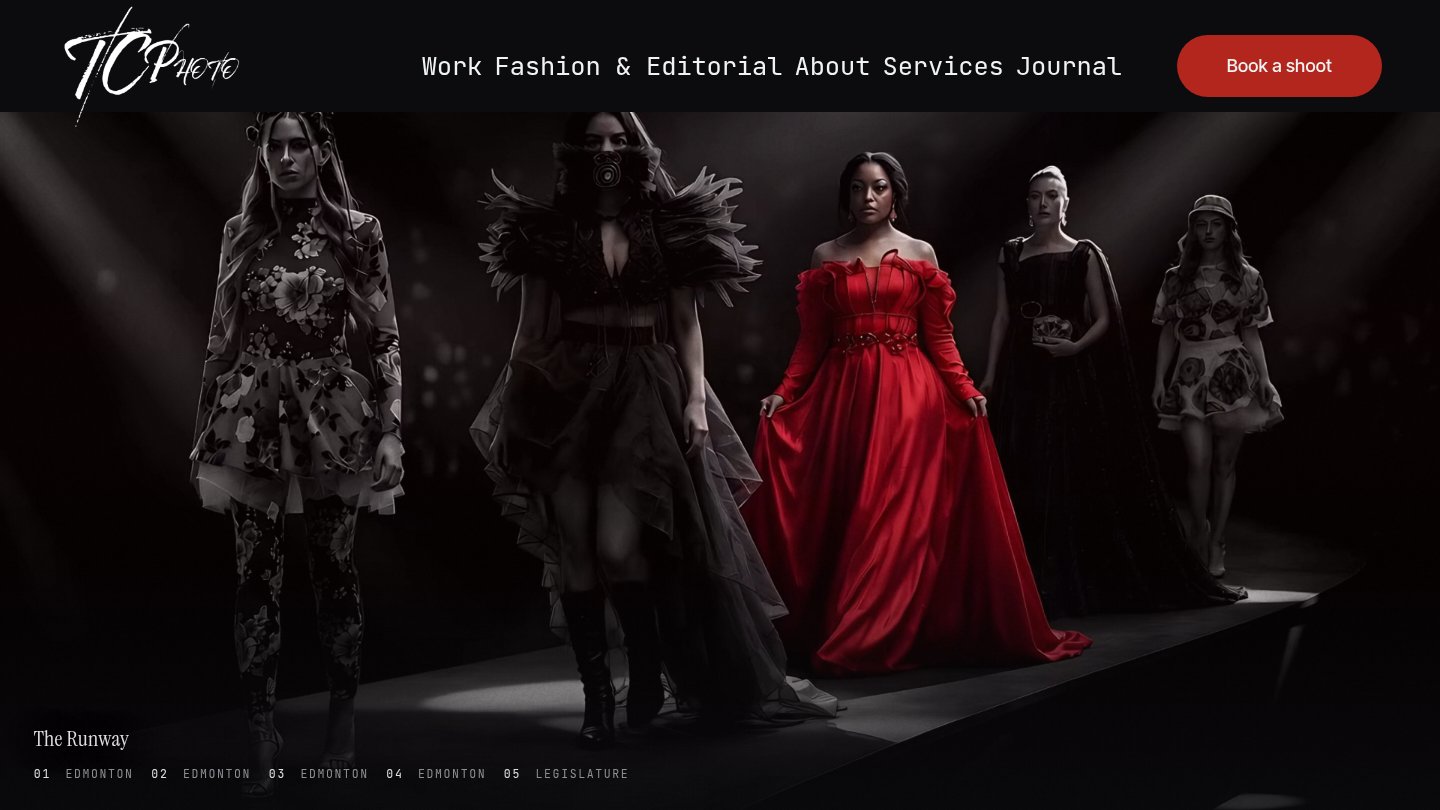 TCPHOTO
Work Fashion & Editorial About Services Journal
Book a shoot
The Runway
01 EDMONTON 02 EDMONTON 03 EDMONTON 04 EDMONTON 05 LEGISLATURE